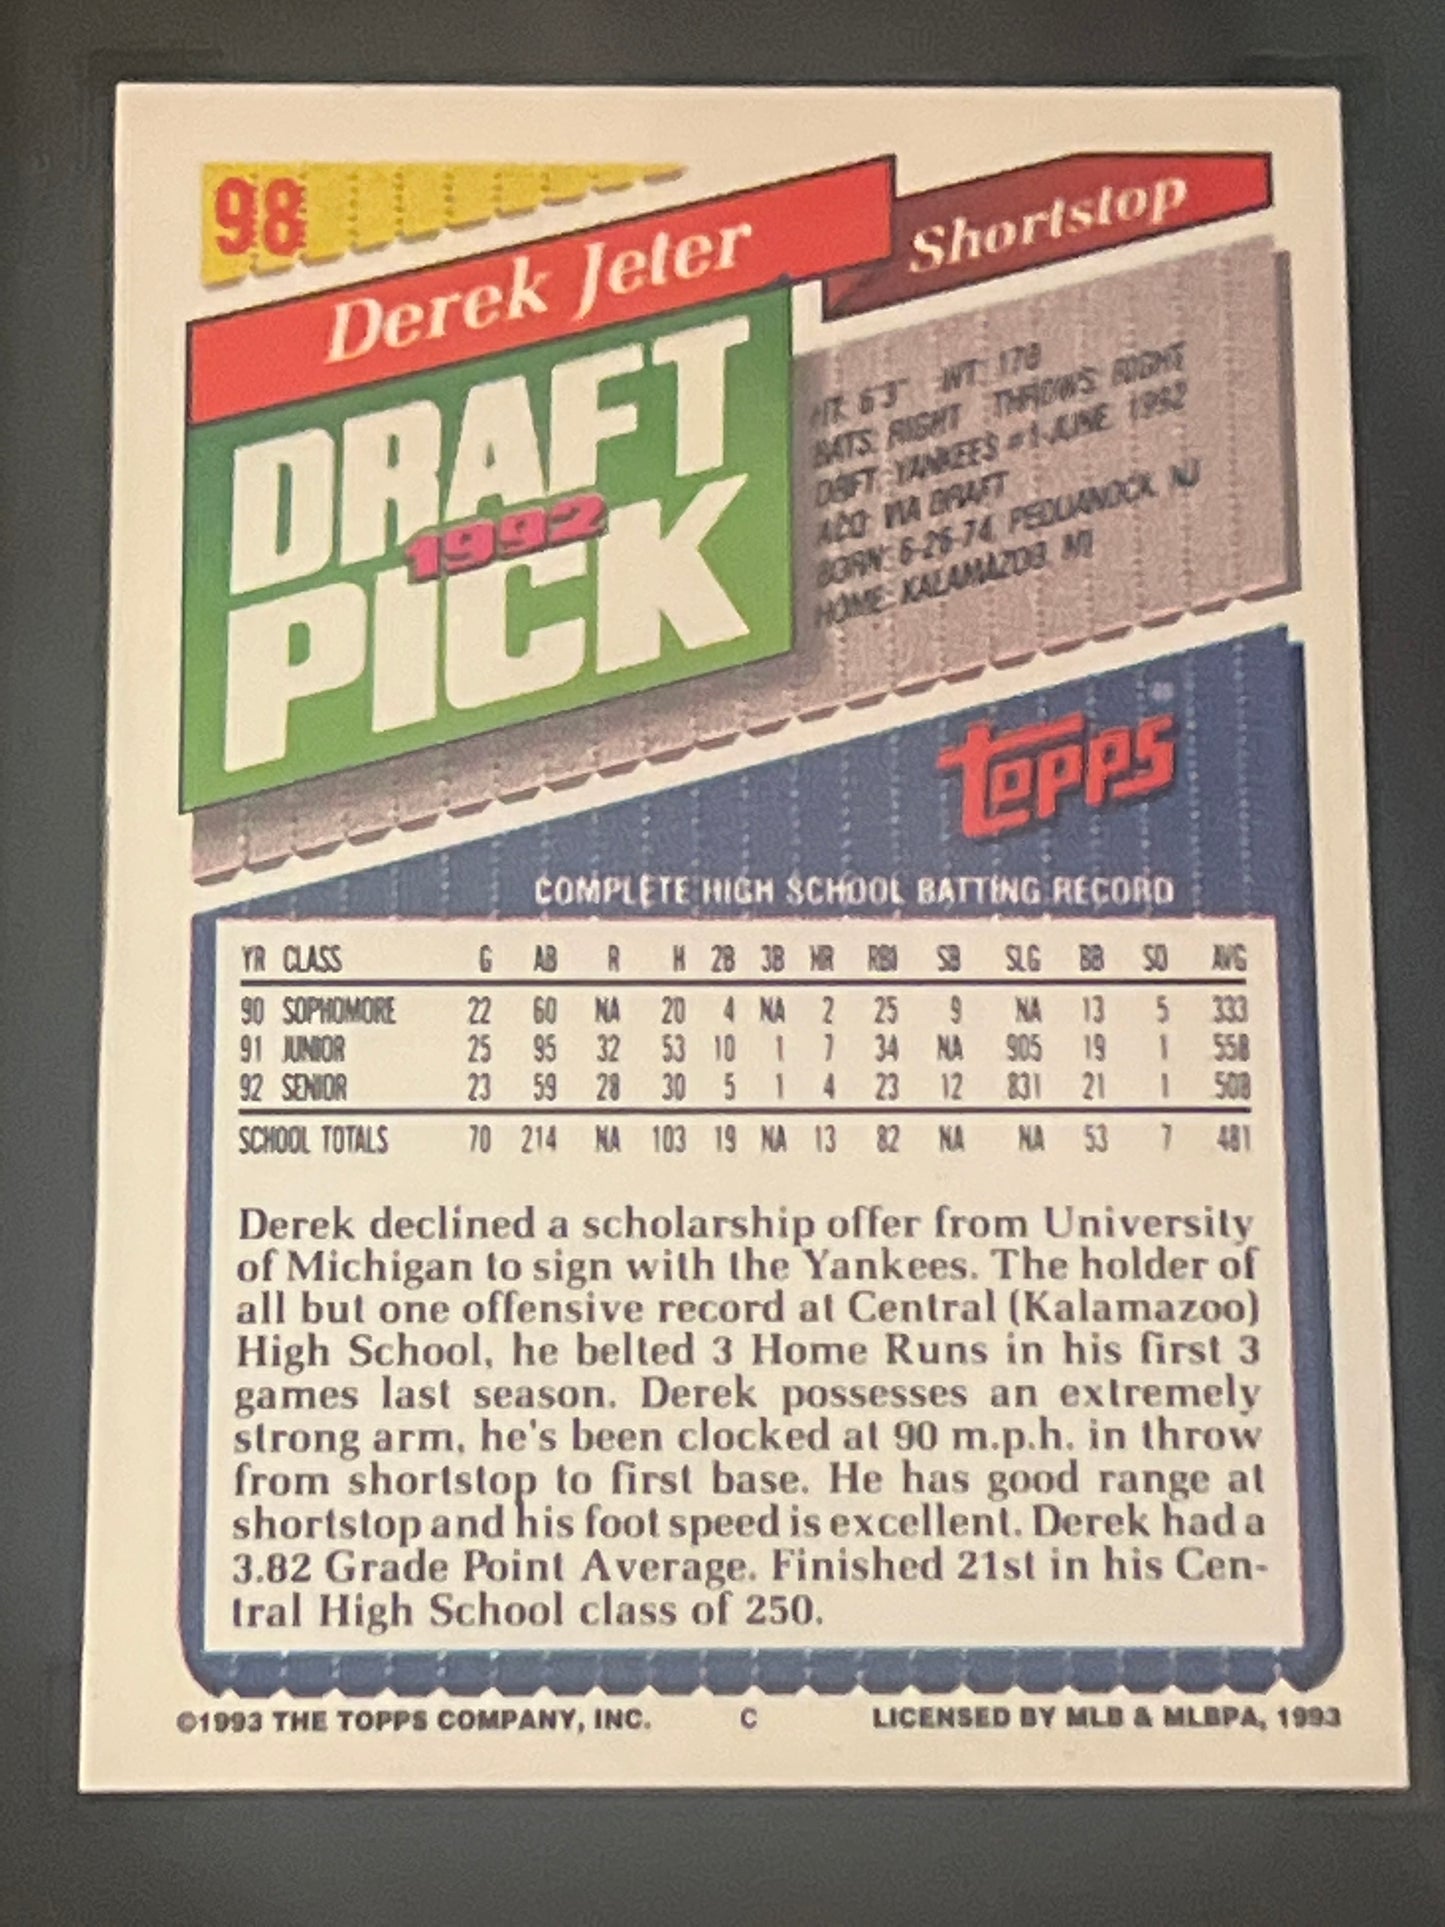 98
Derek Jeter
Shortstop
DRAFT
1992
PICK
HT: 6'3" WT: 170
BATS: RIGHT THROWS: RIGHT
DRFT: YANKEES #1-JUNE, 1992
ACQ: VIA DRAFT
BORN: 6-26-74, PEQUANOCK, NJ
HOME: KALAMAZOO, MI
Topps
COMPLETE HIGH SCHOOL BATTING RECORD
YR CLASS G AB R H 2B 3B HR RBI SB SLG BB SO AVG
90 SOPHOMORE 22 60 NA 20 4 NA 2 25 9 NA 13 5 333
91 JUNIOR 25 95 32 53 10 1 7 34 NA 905 19 1 558
92 SENIOR 23 59 28 30 5 1 4 23 12 831 21 1 508
SCHOOL TOTALS 70 214 NA 103 19 NA 13 82 NA NA 53 7 481
Derek declined a scholarship offer from University
of Michigan to sign with the Yankees. The holder of
all but one offensive record at Central (Kalamazoo)
High School, he belted 3 Home Runs in his first 3
games last season. Derek possesses an extremely
strong arm, he's been clocked at 90 m.p.h. in throw
from shortstop to first base. He has good range at
shortstop and his foot speed is excellent. Derek had a
3.82 Grade Point Average. Finished 21st in his Cen-
tral High School class of 250.
©1993 THE TOPPS COMPANY, INC. C LICENSED BY MLB & MLBPA, 1993